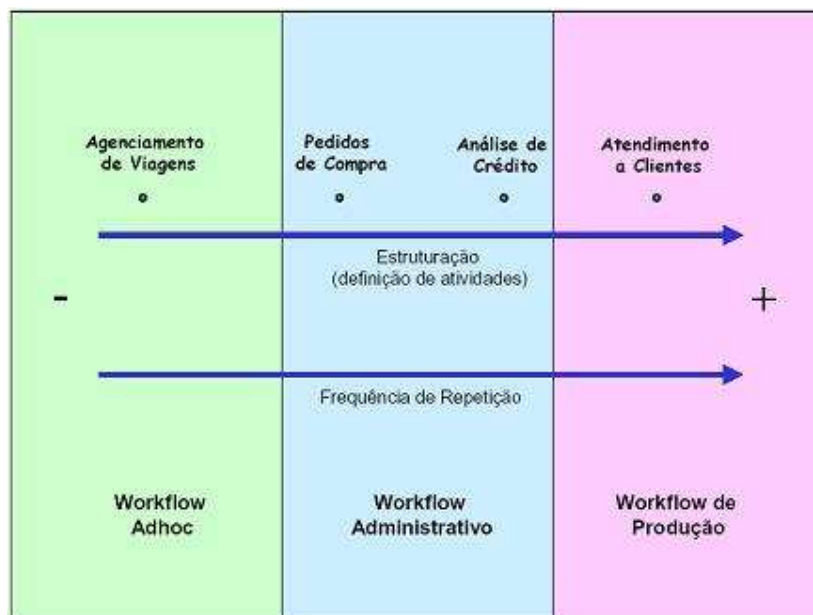 Agenciamento
de Viagens
Pedidos
de Compra
Análise de
Crédito
Atendimento
a Clientes
Estruturação
(definição de atividades)
-
+
Frequência de Repetição
Workflow
Adhoc
Workflow
Administrativo
Workflow de
Produção